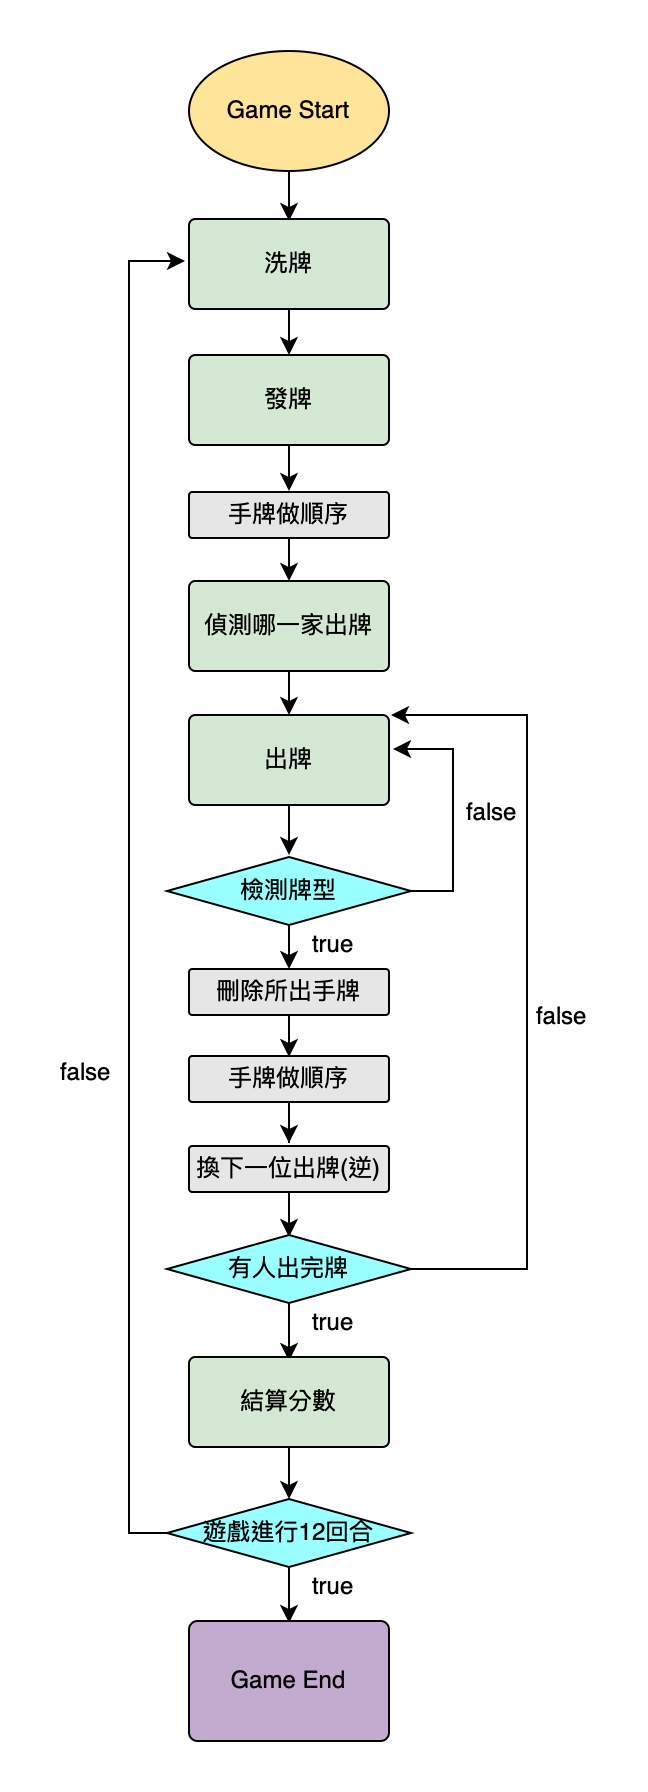 Game Start
洗牌
發牌
手牌做順序
偵測哪一家出牌
出牌
false
檢測牌型
true
刪除所出手牌
false
false
手牌做順序
換下一位出牌(逆)
有人出完牌
true
結算分數
遊戲進行12回合
true
Game End